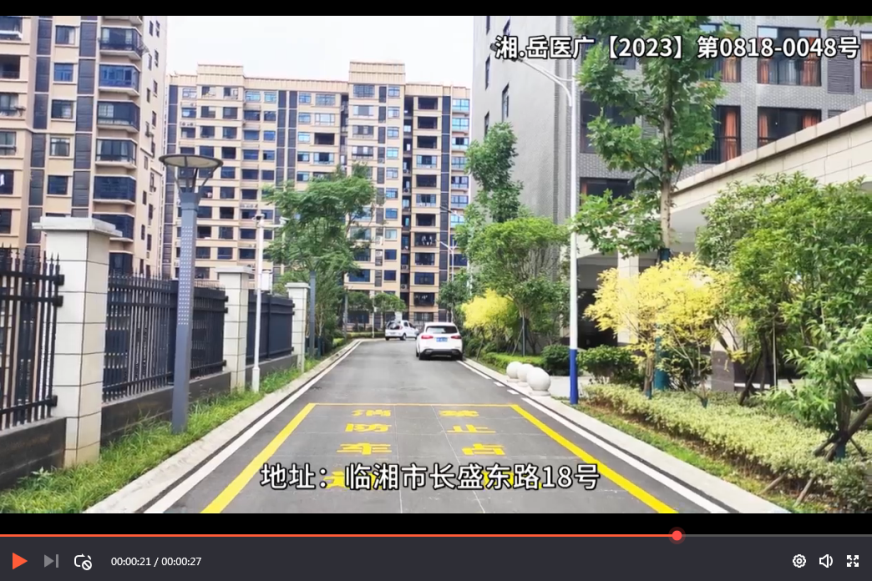 湘.岳医广【2023】第0818-0048号
消 禁
防 止
车 占
地址：临湘市长盛东路18号
00:00:21 / 00:00:27